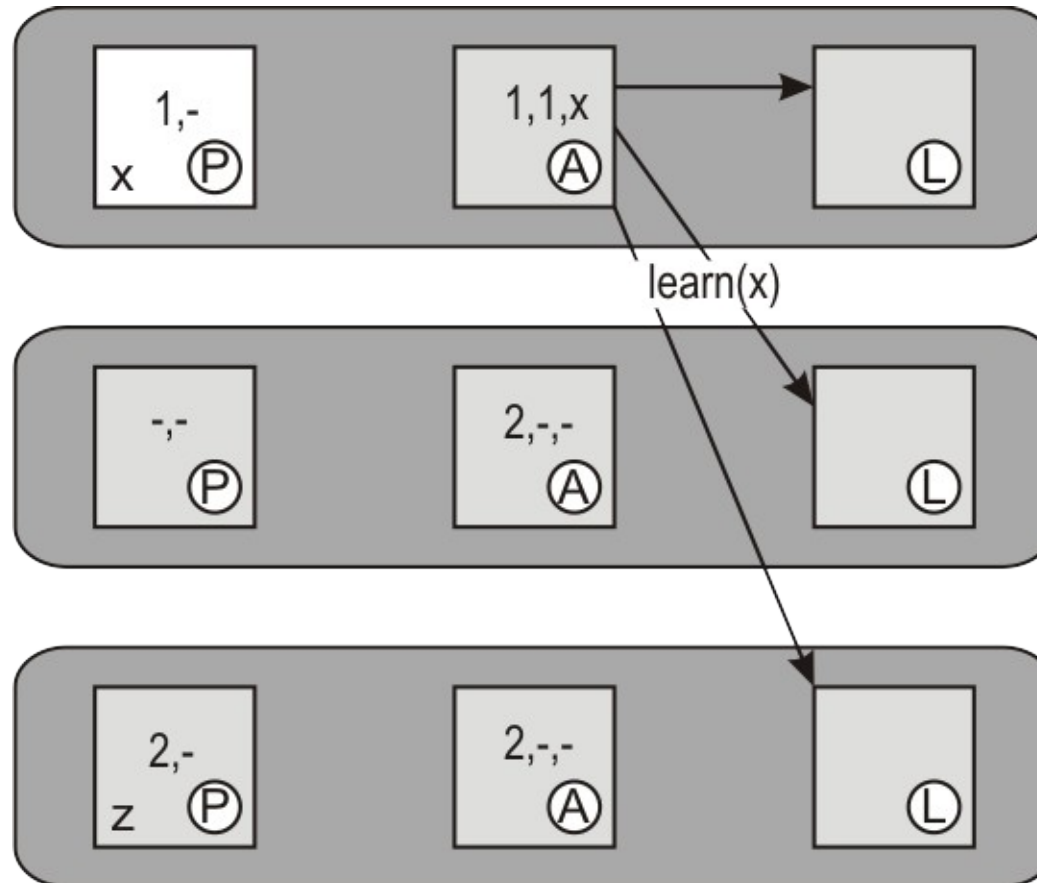 1,-
x P
1,1,x
A
L
learn(x)
-,-
P
2,-,-
A
L
2,-
z P
2,-,-
A
L